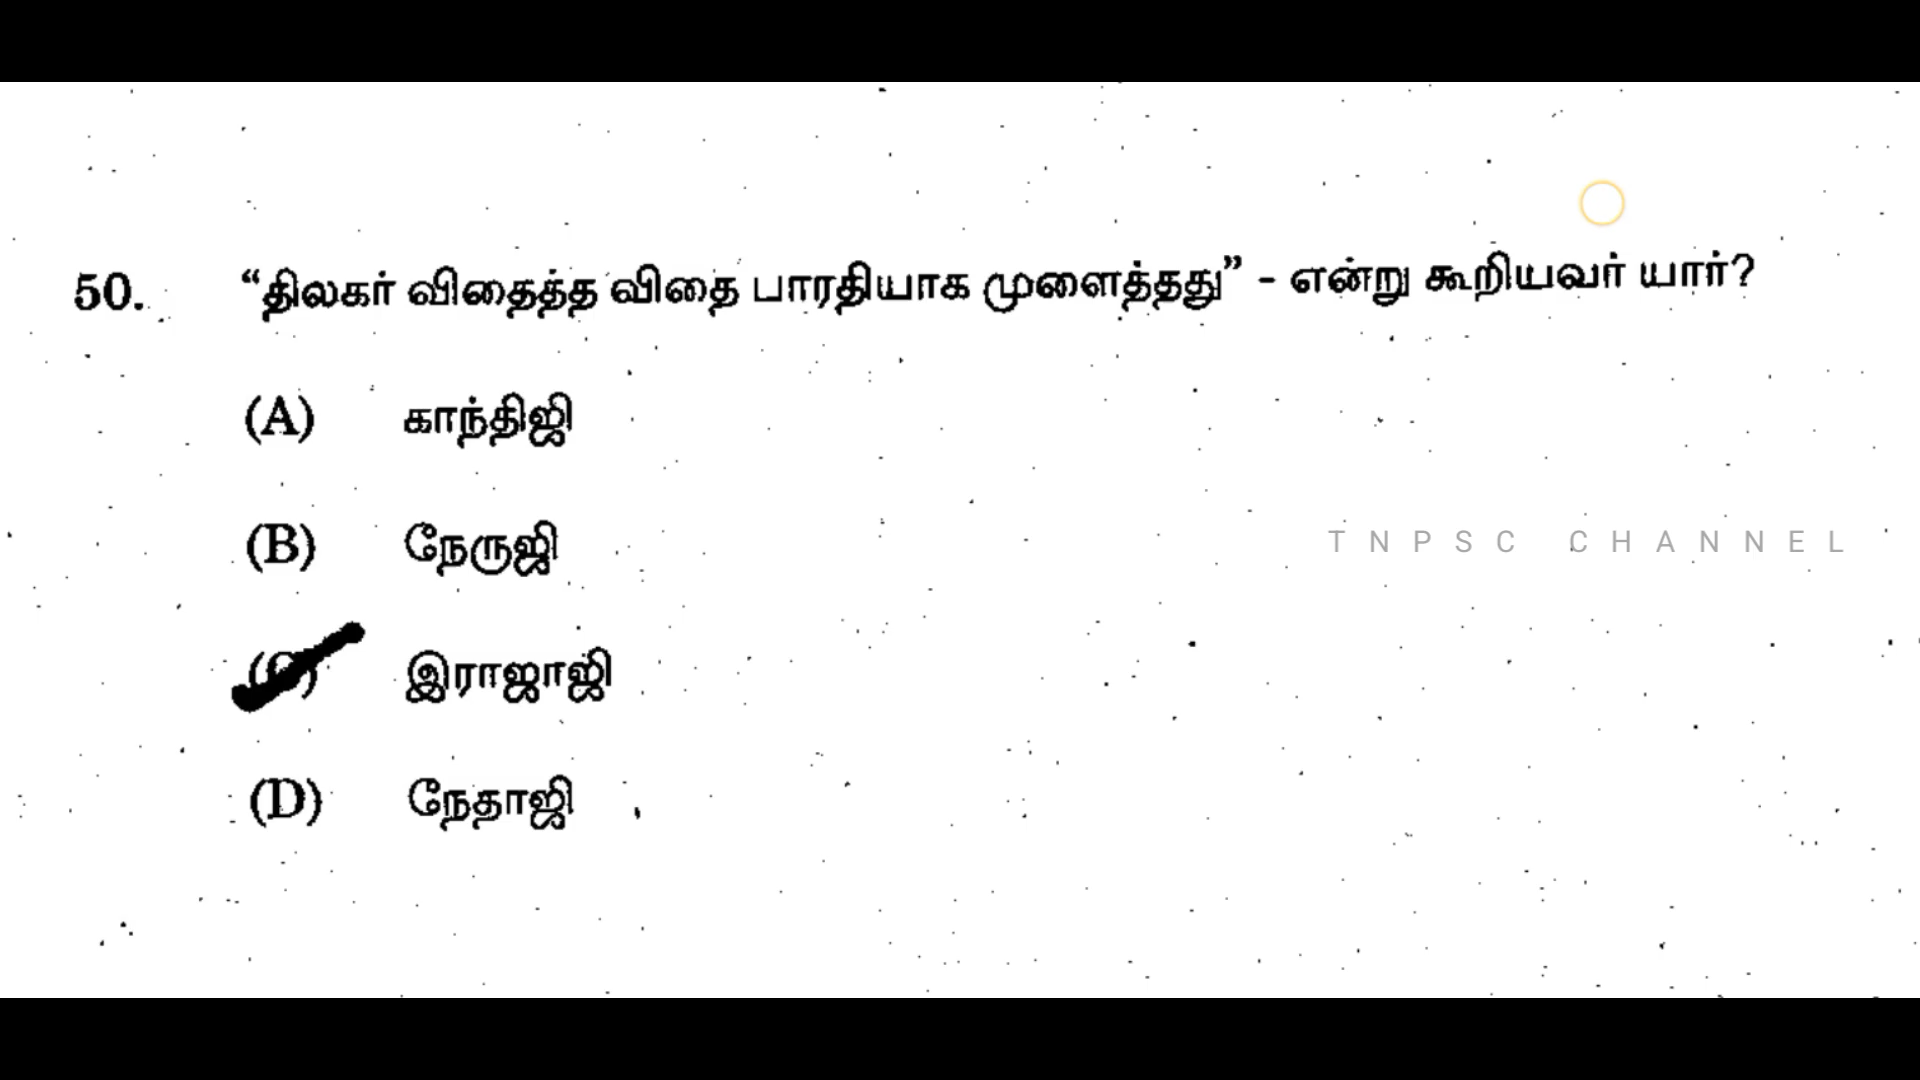 50. “திலகர் விதைத்த விதை பாரதியாக முளைத்தது” - என்று கூறியவர் யார்?
(A) காந்திஜி
(B) நேருஜி
(C) இராஜாஜி
TNPSC CHANNEL
(D) நேதாஜி